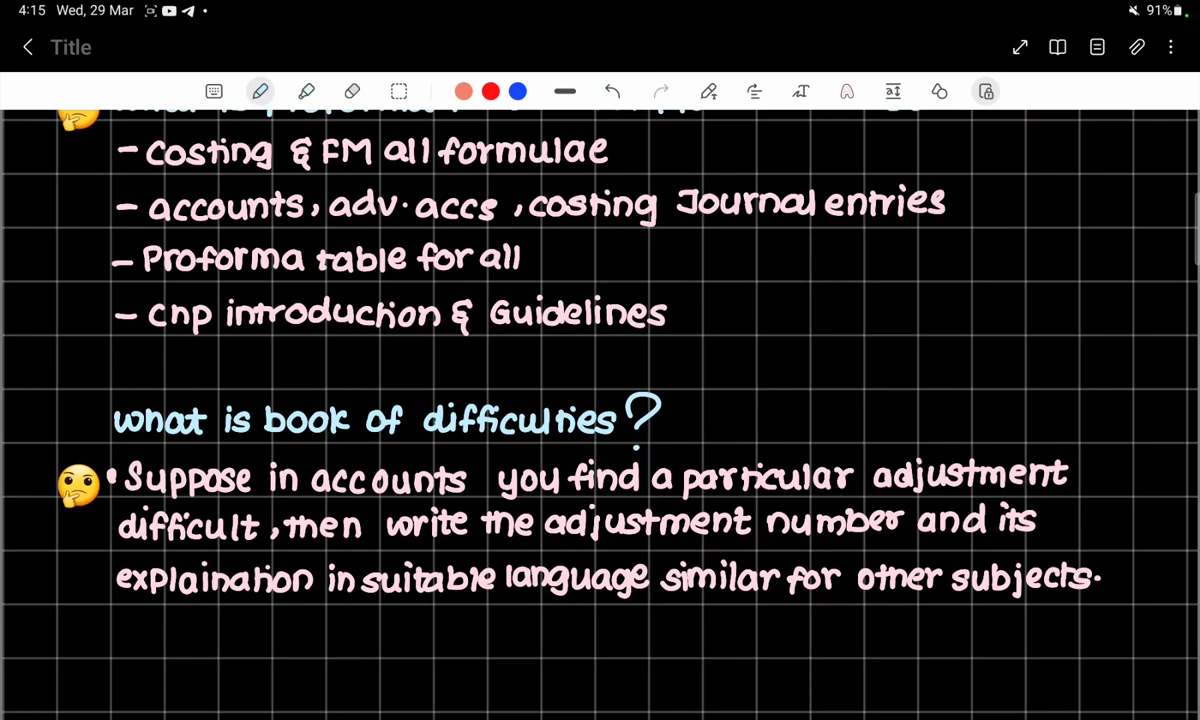 4:15 Wed, 29 Mar
91%
Title
- Costing & FM all formulae
- accounts, adv. accs, costing Journal entries
- Proforma table for all
- cnp introduction & Guidelines
what is book of difficulties?
• Suppose in accounts you find a particular adjustment
difficult, then write the adjustment number and its
explaination in suitable language similar for other subjects.